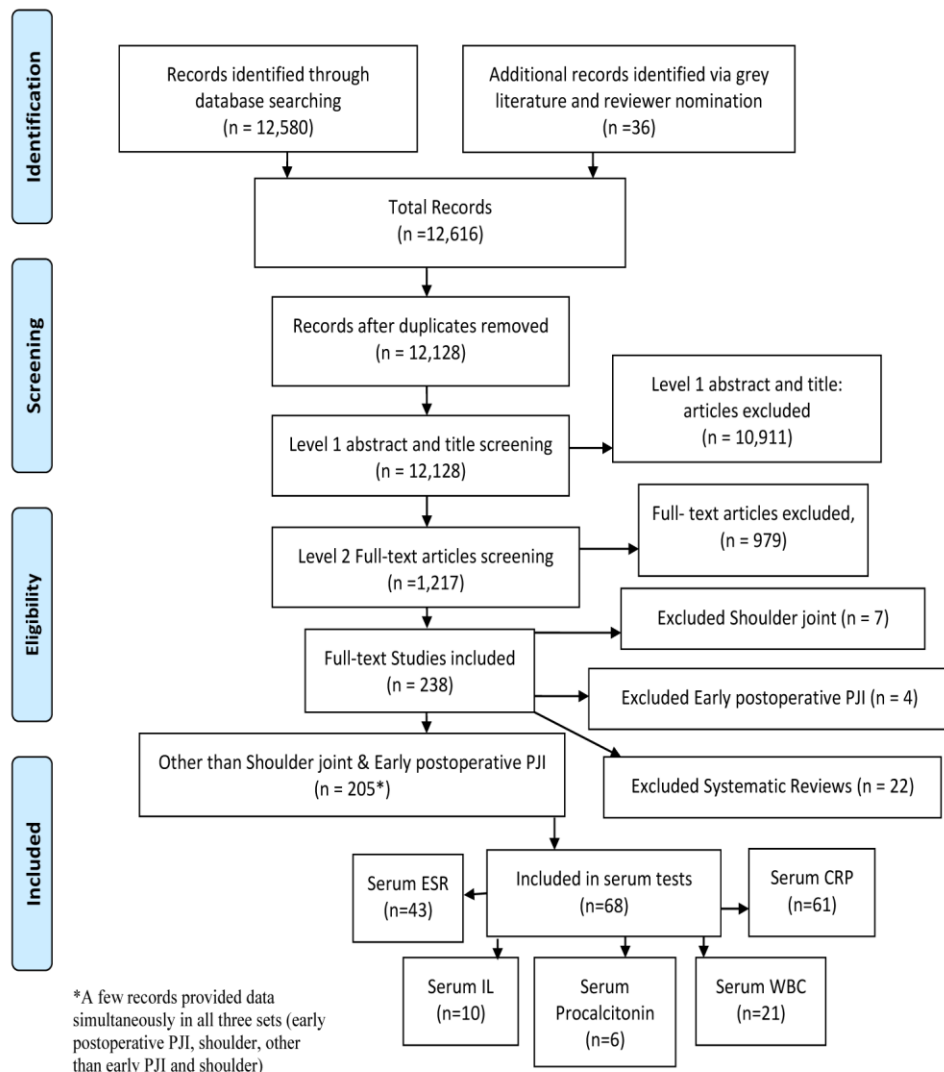 Identification
Records identified through
database searching
(n = 12,580)
Additional records identified via grey
literature and reviewer nomination
(n =36)
Total Records
(n =12,616)
Screening
Records after duplicates removed
(n = 12,128)
Level 1 abstract and title screening
(n = 12,128)
Level 1 abstract and title:
articles excluded
(n = 10,911)
Eligibility
Level 2 Full-text articles screening
(n =1,217)
Full- text articles excluded,
(n = 979)
Full-text Studies included
(n = 238)
Excluded Shoulder joint (n = 7)
Excluded Early postoperative PJI (n = 4)
Excluded Systematic Reviews (n = 22)
Included
Other than Shoulder joint & Early postoperative PJI
(n = 205*)
Included in serum tests
(n=68)
Serum ESR
(n=43)
Serum CRP
(n=61)
Serum IL
(n=10)
Serum
Procalcitonin
(n=6)
Serum WBC
(n=21)
*A few records provided data
simultaneously in all three sets (early
postoperative PJI, shoulder, other
than early PJI and shoulder)